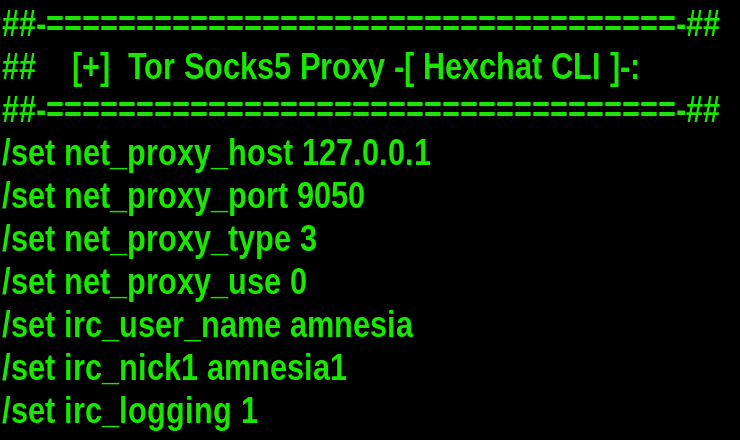 ##-===================================-##
##    [+]  Tor Socks5 Proxy -[ Hexchat CLI ]-:
##-===================================-##
/set net_proxy_host 127.0.0.1
/set net_proxy_port 9050
/set net_proxy_type 3
/set net_proxy_use 0
/set irc_user_name amnesia
/set irc_nick1 amnesia1
/set irc_logging 1